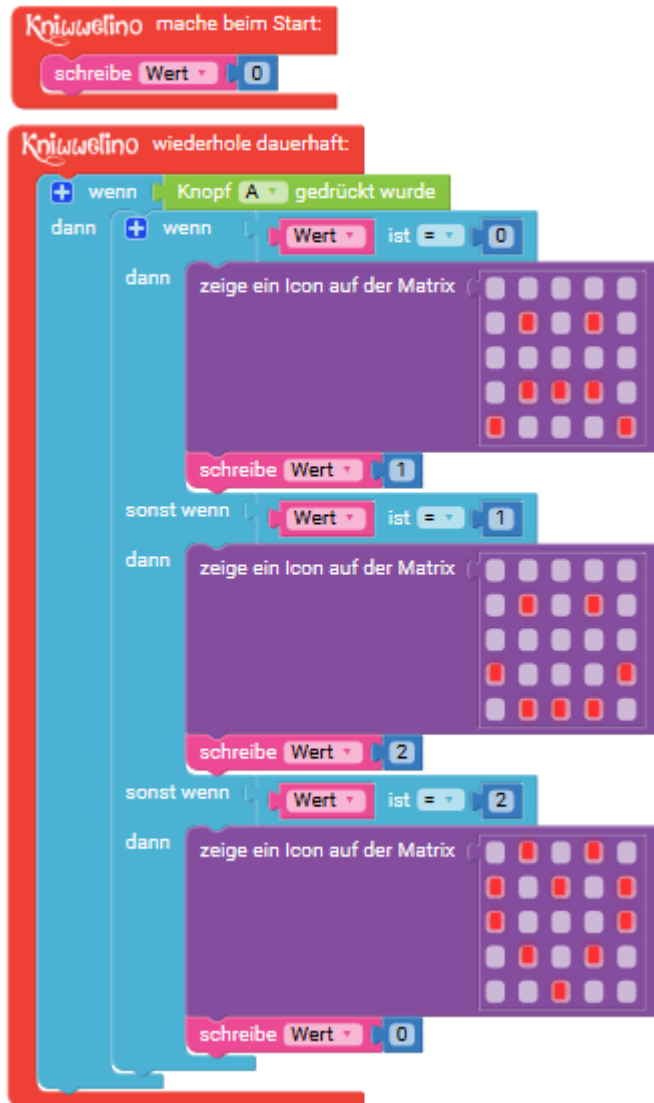 Kniwwelino mache beim Start:
schreibe Wert 0
Kniwwelino wiederhole dauerhaft:
wenn Knopf A gedrückt wurde
dann wenn Wert ist = 0
dann zeige ein Icon auf der Matrix
schreibe Wert 1
sonst wenn Wert ist = 1
dann zeige ein Icon auf der Matrix
schreibe Wert 2
sonst wenn Wert ist = 2
dann zeige ein Icon auf der Matrix
schreibe Wert 0